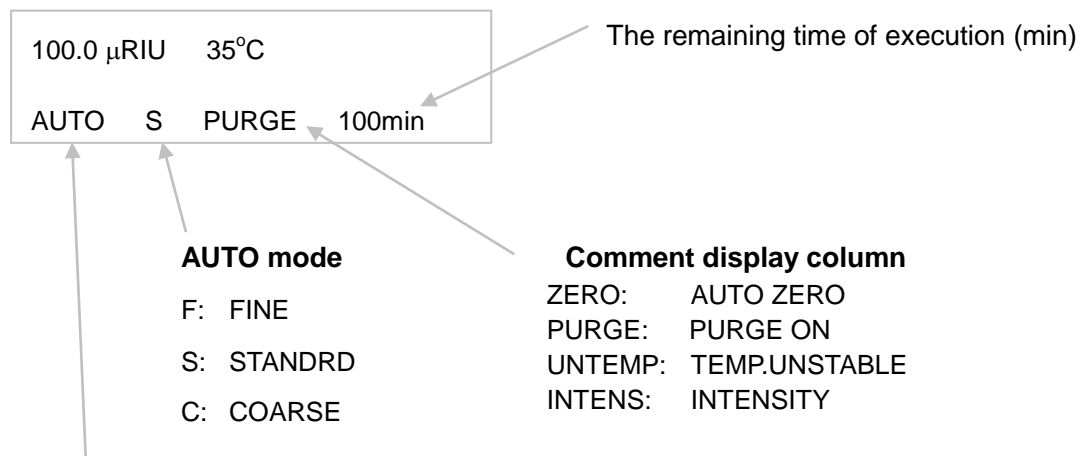 100.0 μRIU 35°C
The remaining time of execution (min)
AUTO S PURGE 100min
AUTO mode
F: FINE
S: STANDRD
C: COARSE
Comment display column
ZERO: AUTO ZERO
PURGE: PURGE ON
UNTEMP: TEMP.UNSTABLE
INTENS: INTENSITY